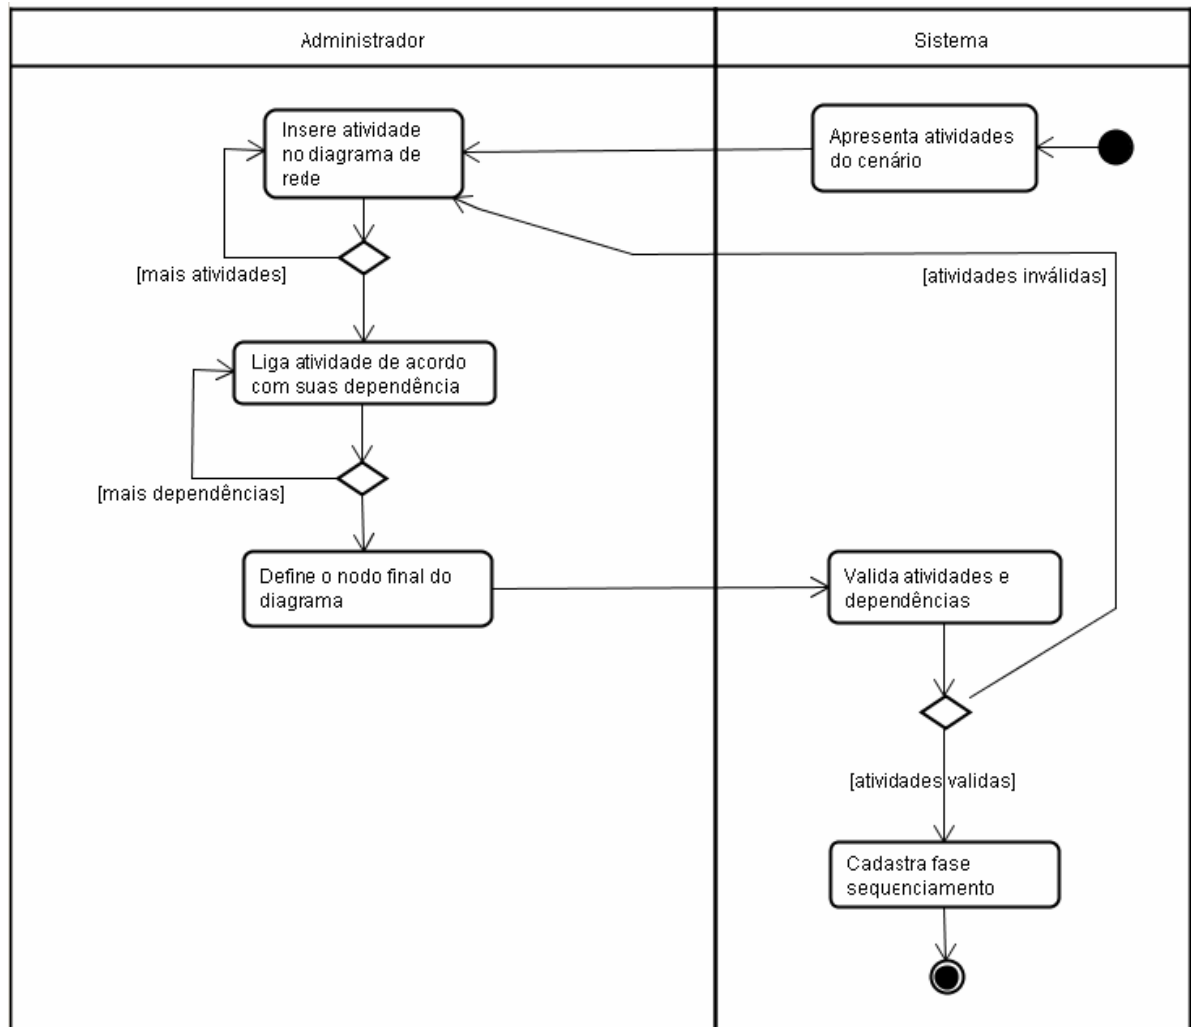 Administrador
Sistema
Insere atividade
no diagrama de
rede
Apresenta atividades
do cenário
[mais atividades]
[atividades inválidas]
Liga atividade de acordo
com suas dependência
[mais dependências]
Define o nodo final do
diagrama
Valida atividades e
dependências
[atividades validas]
Cadastra fase
sequenciamento